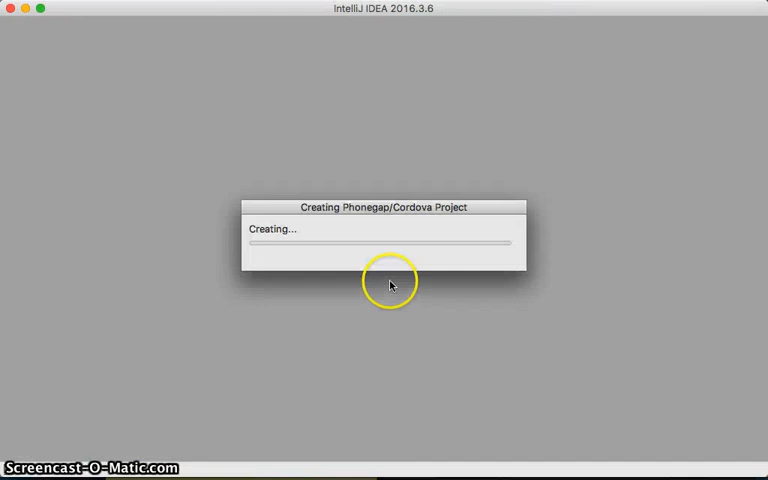 IntelliJ IDEA 2016.3.6
Creating Phonegap/Cordova Project
Creating...
Screencast-O-Matic.com